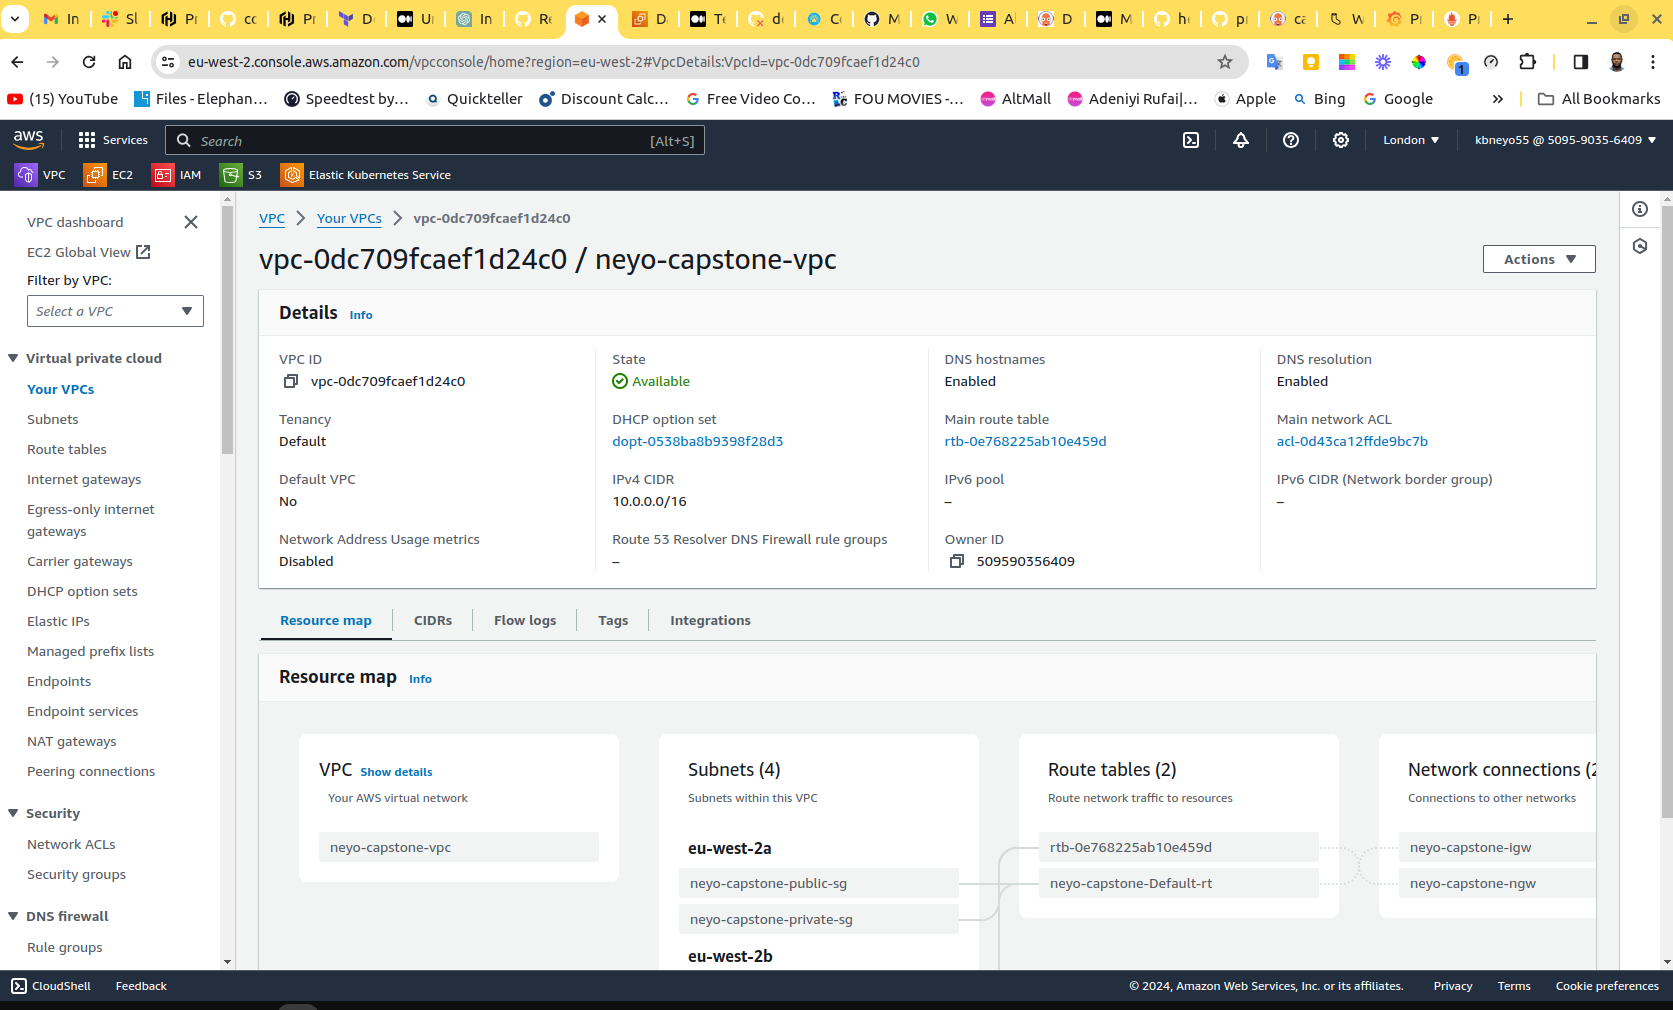 In
Sl
Pr
cc
Pr
D
Ur
In
Re
D
Te
d
C
M
W
A
D
M
h
p
ca
W
Pr
P
eu-west-2.console.aws.amazon.com/vpcconsole/home?region=eu-west-2#VpcDetails:VpcId=vpc-0dc709fcaef1d24c0
1
(15) YouTube
Files - Elephan...
Speedtest by...
Quickteller
Discount Calc...
Free Video Co...
FOU MOVIES -...
AltMall
Adeniyi Rufai|...
Apple
Bing
Google
»
All Bookmarks
aws
Services
Search
[Alt+S]
London
kbneyo55 @ 5095-9035-6409
VPC
EC2
IAM
S3
Elastic Kubernetes Service
VPC dashboard
EC2 Global View
Filter by VPC:
Select a VPC
Virtual private cloud
Your VPCs
Subnets
Route tables
Internet gateways
Egress-only internet
gateways
Carrier gateways
DHCP option sets
Elastic IPs
Managed prefix lists
Endpoints
Endpoint services
NAT gateways
Peering connections
Security
Network ACLs
Security groups
DNS firewall
Rule groups
VPC
Your VPCs
vpc-0dc709fcaef1d24c0
vpc-0dc709fcaef1d24c0 / neyo-capstone-vpc
Actions
Details Info
VPC ID
vpc-0dc709fcaef1d24c0
State
Available
DNS hostnames
Enabled
DNS resolution
Enabled
Tenancy
Default
DHCP option set
dopt-0538ba8b9398f28d3
Main route table
rtb-0e768225ab10e459d
Main network ACL
acl-0d43ca12ffde9bc7b
Default VPC
No
IPv4 CIDR
10.0.0.0/16
IPv6 pool
–
IPv6 CIDR (Network border group)
–
Network Address Usage metrics
Disabled
Route 53 Resolver DNS Firewall rule groups
–
Owner ID
509590356409
Resource map
CIDRs
Flow logs
Tags
Integrations
Resource map Info
VPC Show details
Your AWS virtual network
neyo-capstone-vpc
Subnets (4)
Subnets within this VPC
eu-west-2a
neyo-capstone-public-sg
neyo-capstone-private-sg
eu-west-2b
Route tables (2)
Route network traffic to resources
rtb-0e768225ab10e459d
neyo-capstone-Default-rt
Network connections (2
Connections to other networks
neyo-capstone-igw
neyo-capstone-ngw
CloudShell
Feedback
© 2024, Amazon Web Services, Inc. or its affiliates.
Privacy
Terms
Cookie preferences